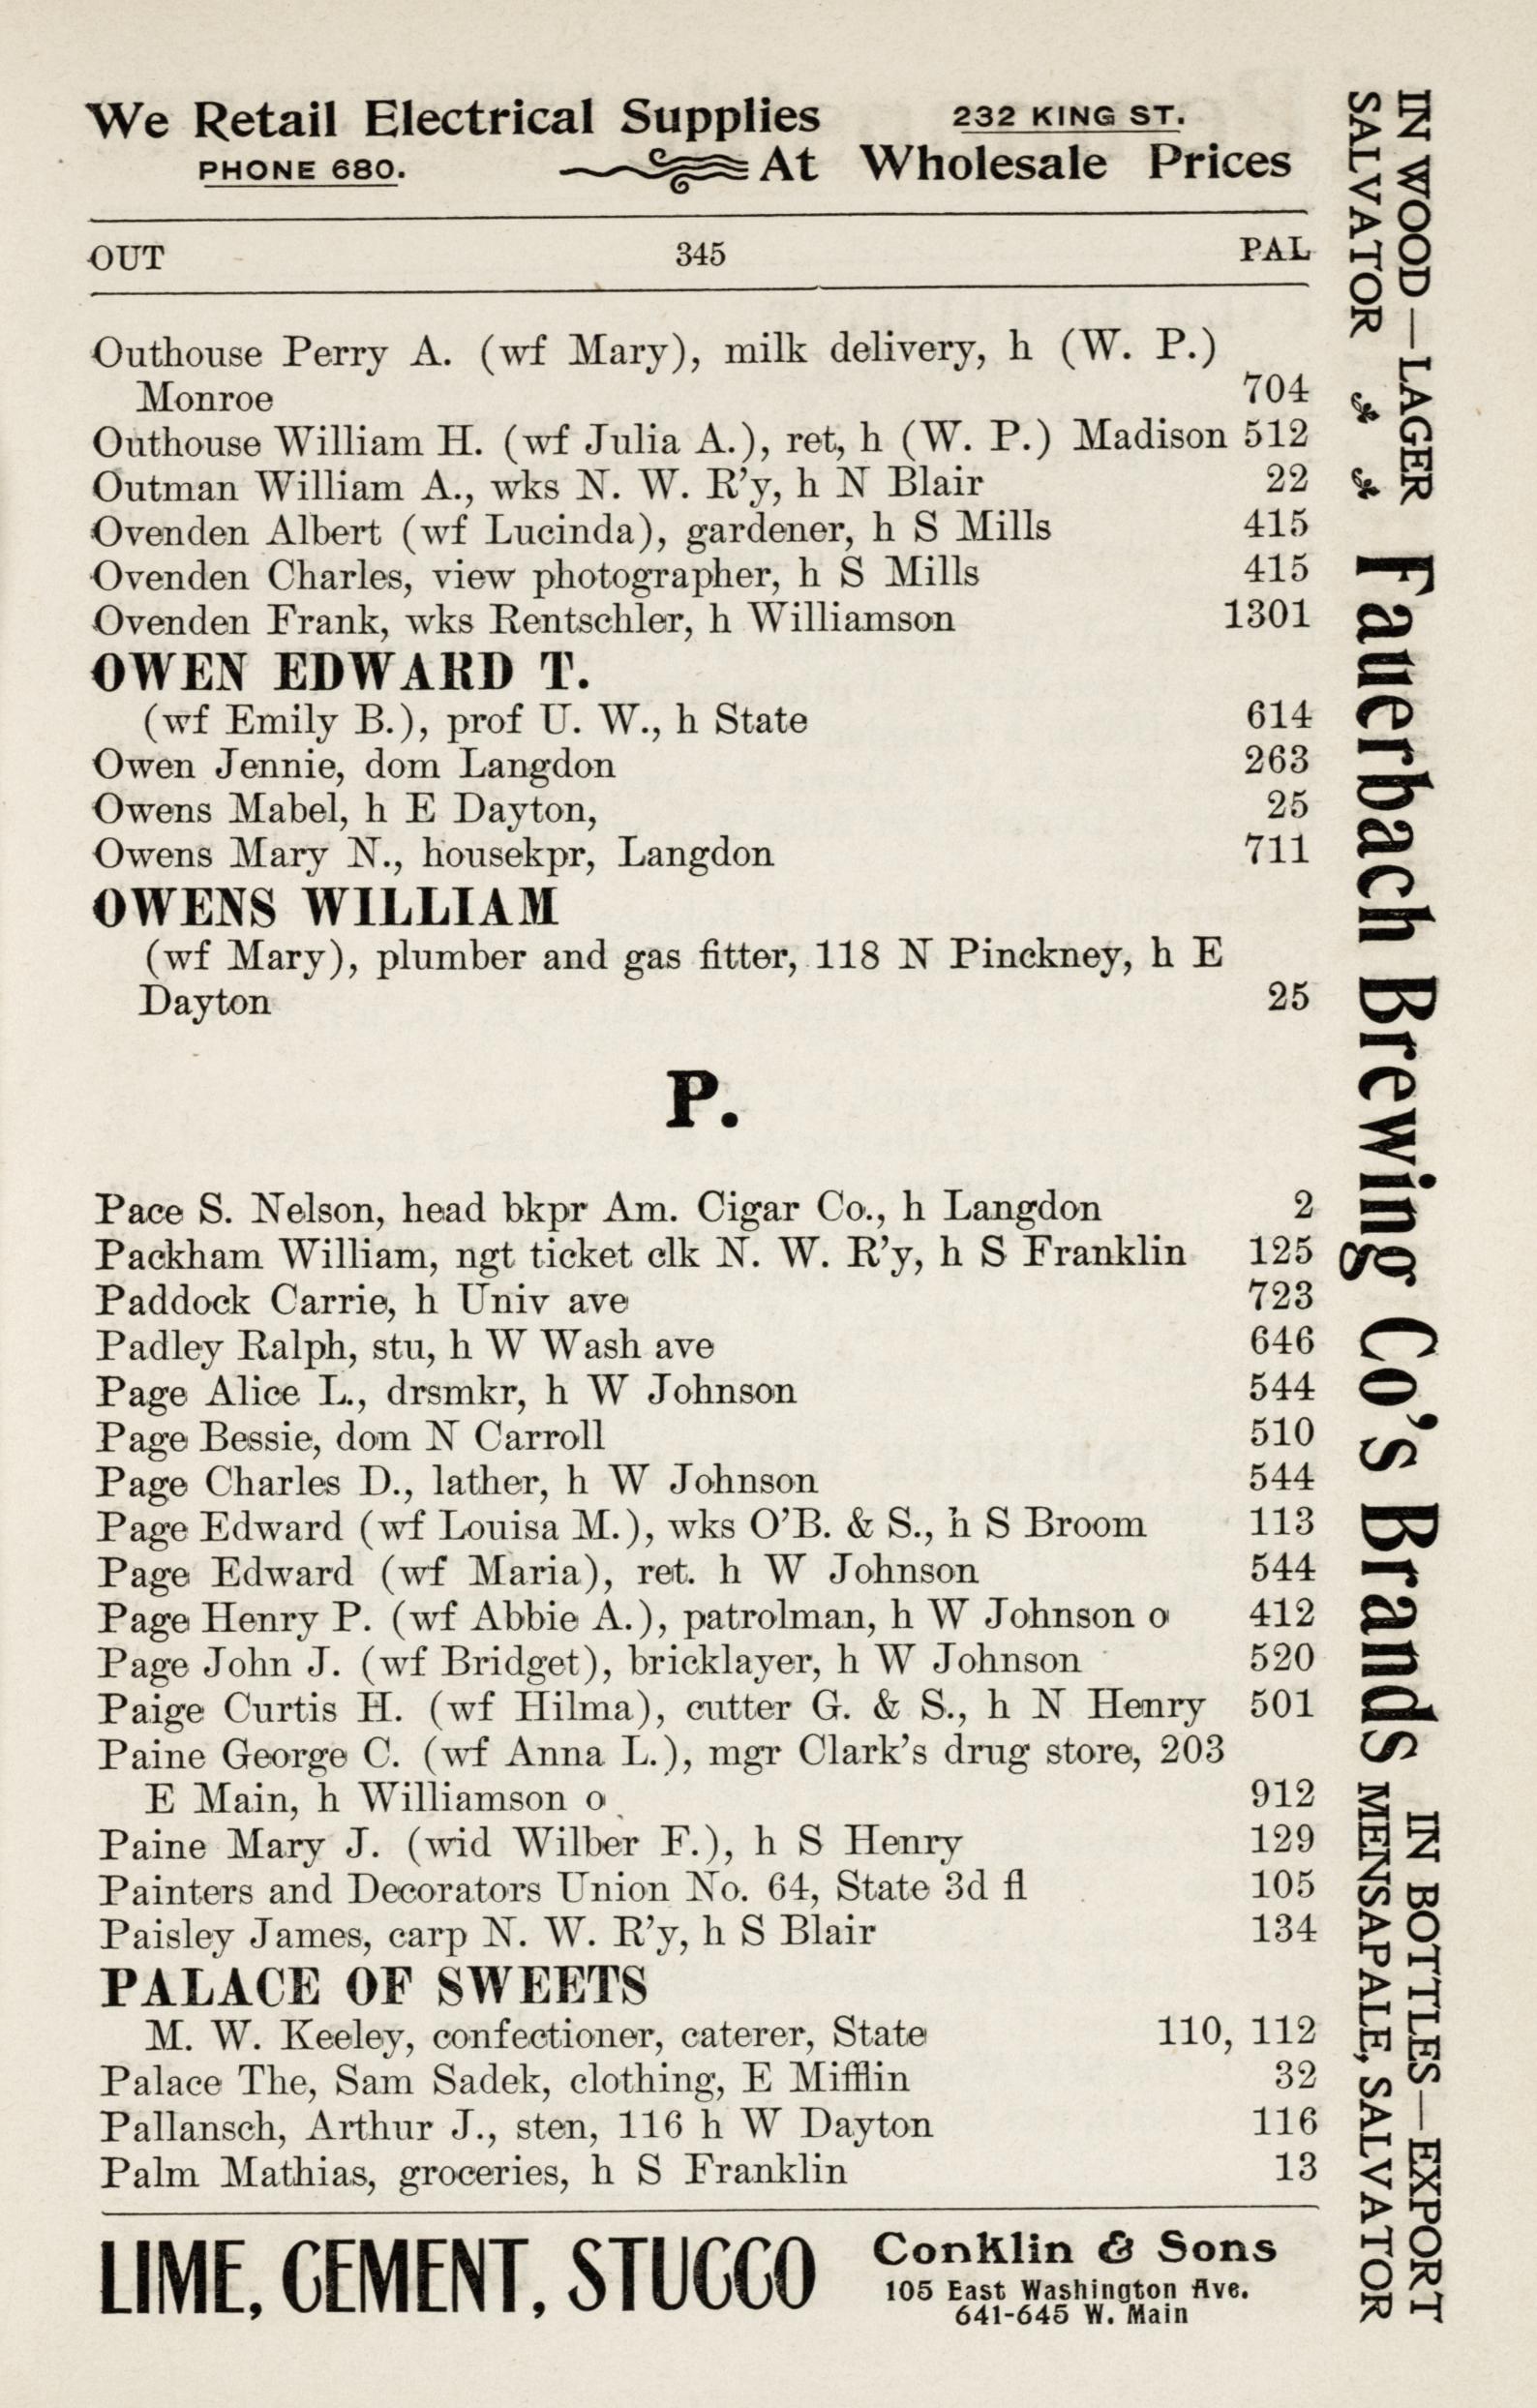 We Retail Electrical Supplies 232 KING ST.
PHONE 680. At Wholesale Prices
OUT 345 PAL
Outhouse Perry A. (wf Mary), milk delivery, h (W. P.)
Monroe 704
Outhouse William H. (wf Julia A.), ret, h (W. P.) Madison 512
Outman William A., wks N. W. R'y, h N Blair 22
Ovenden Albert (wf Lucinda), gardener, h S Mills 415
Ovenden Charles, view photographer, h S Mills 415
Ovenden Frank, wks Rentschler, h Williamson 1301
OWEN EDWARD T.
(wf Emily B.), prof U. W., h State 614
Owen Jennie, dom Langdon 263
Owens Mabel, h E Dayton, 25
Owens Mary N., housekpr, Langdon 711
OWENS WILLIAM
(wf Mary), plumber and gas fitter, 118 N Pinckney, h E
Dayton 25
P.
Pace S. Nelson, head bkpr Am. Cigar Co., h Langdon 2
Packham William, ngt ticket clk N. W. R'y, h S Franklin 125
Paddock Carrie, h Univ ave 723
Padley Ralph, stu, h W Wash ave 646
Page Alice L., drsmkr, h W Johnson 544
Page Bessie, dom N Carroll 510
Page Charles D., lather, h W Johnson 544
Page Edward (wf Louisa M.), wks O'B. & S., h S Broom 113
Page Edward (wf Maria), ret. h W Johnson 544
Page Henry P. (wf Abbie A.), patrolman, h W Johnson o 412
Page John J. (wf Bridget), bricklayer, h W Johnson 520
Paige Curtis H. (wf Hilma), cutter G. & S., h N Henry 501
Paine George C. (wf Anna L.), mgr Clark's drug store, 203
E Main, h Williamson o 912
Paine Mary J. (wid Wilber F.), h S Henry 129
Painters and Decorators Union No. 64, State 3d fl 105
Paisley James, carp N. W. R'y, h S Blair 134
PALACE OF SWEETS
M. W. Keeley, confectioner, caterer, State 110, 112
Palace The, Sam Sadek, clothing, E Mifflin 32
Pallansch, Arthur J., sten, 116 h W Dayton 116
Palm Mathias, groceries, h S Franklin 13
LIME, CEMENT, STUCCO Conklin & Sons
105 East Washington Ave.
641-645 W. Main
IN WOOD—LAGER
SALVATOR
Fauerbach Brewing Co's Brands
IN BOTTLES—EXPORT
MENSAPALE, SALVATOR